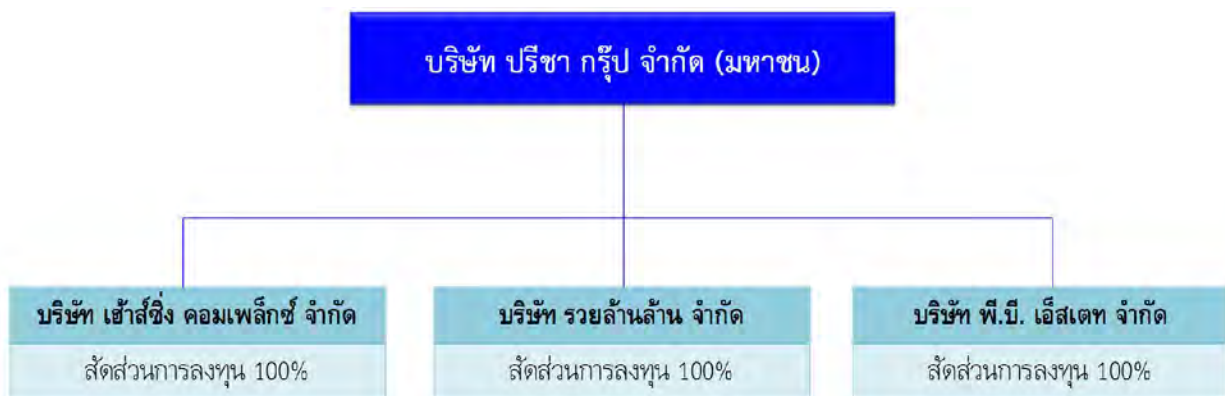 บริษัท ปรีชา กรุ๊ป จำกัด (มหาชน)
บริษัท เฮ้าส์ซิ่ง คอมเพล็กซ์ จำกัด
สัดส่วนการลงทุน 100%
บริษัท รวยล้านล้าน จำกัด
สัดส่วนการลงทุน 100%
บริษัท พี.บี. เอ็สเตท จำกัด
สัดส่วนการลงทุน 100%